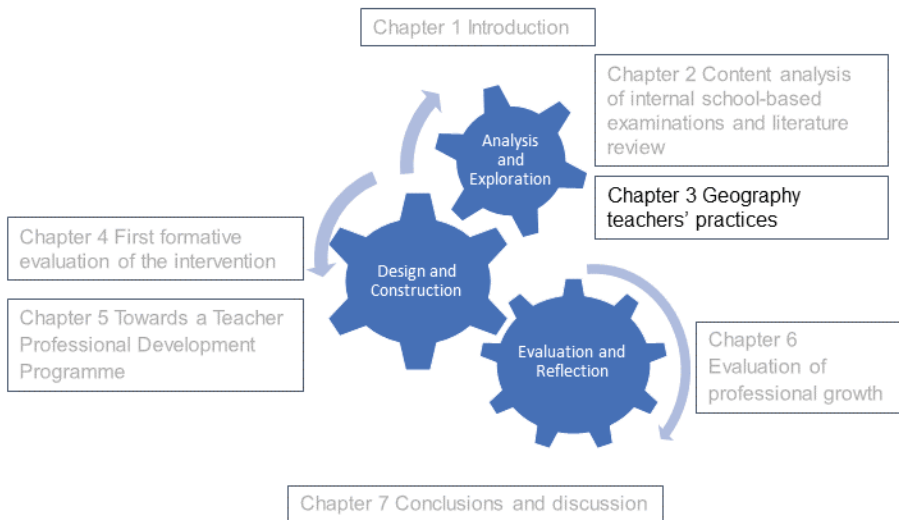 Chapter 1 Introduction
Analysis
and
Exploration
Chapter 2 Content analysis
of internal school-based
examinations and literature
review
Chapter 3 Geography
teachers’ practices
Chapter 4 First formative
evaluation of the intervention
Design and
Construction
Chapter 5 Towards a Teacher
Professional Development
Programme
Evaluation and
Reflection
Chapter 6
Evaluation of
professional growth
Chapter 7 Conclusions and discussion